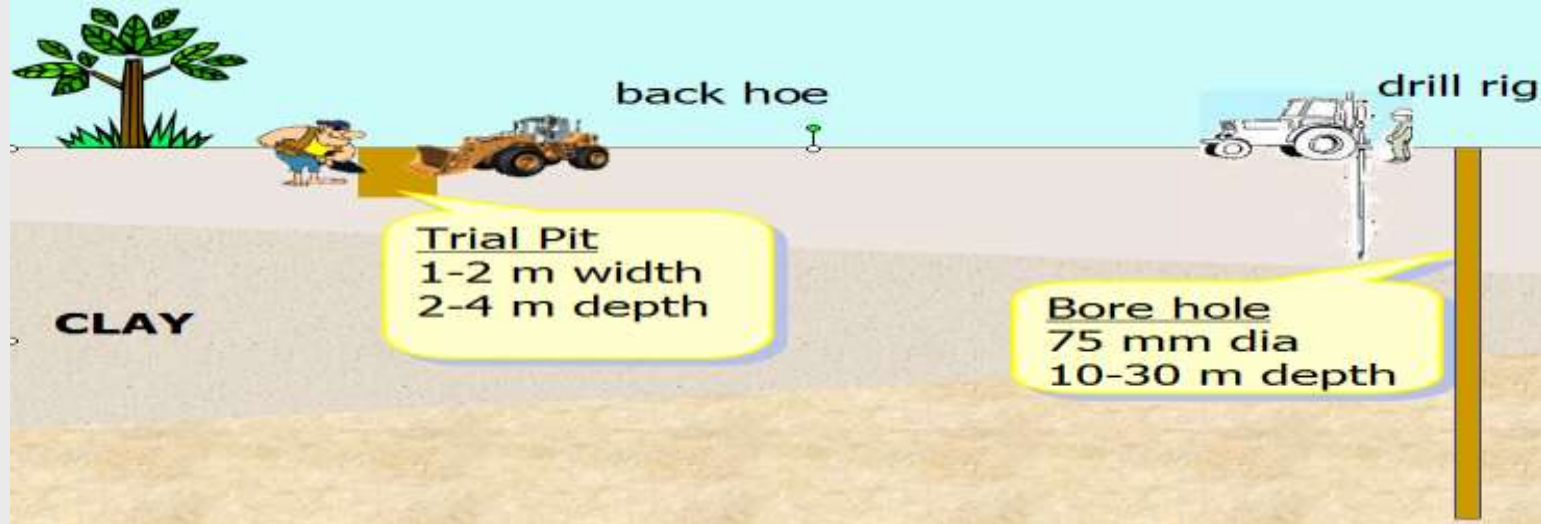 back hoe
drill rig
Trial Pit
1-2 m width
2-4 m depth
CLAY
Bore hole
75 mm dia
10-30 m depth